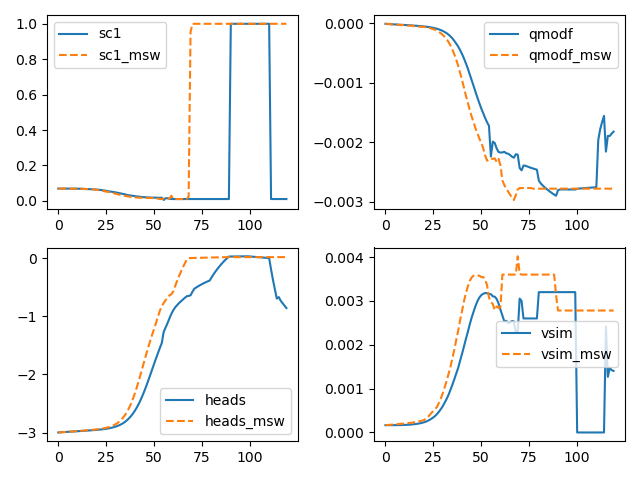 1.0
0.8
0.6
0.4
0.2
0.0
sc1
sc1_msw
0 25 50 75 100
0.000
−0.001
−0.002
−0.003
qmodf
qmodf_msw
0 25 50 75 100
0
−1
−2
−3
heads
heads_msw
0 25 50 75 100
0.004
0.003
0.002
0.001
0.000
vsim
vsim_msw
0 25 50 75 100